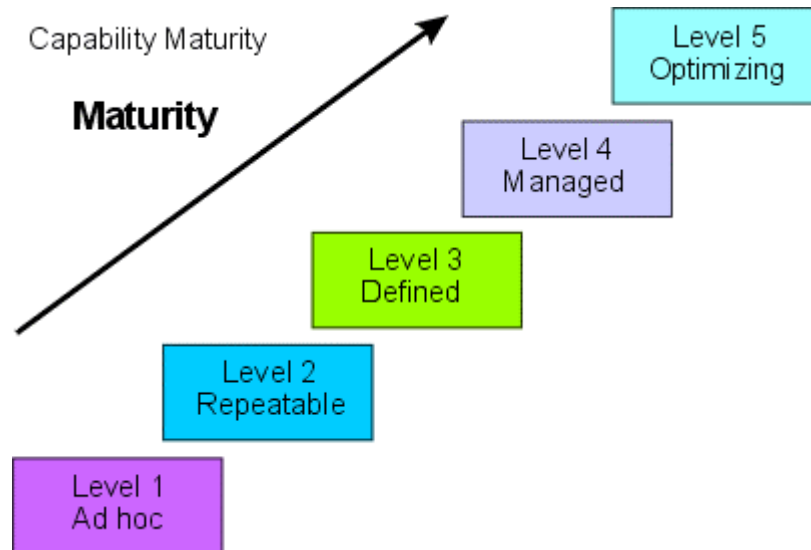 Capability Maturity
Maturity
Level 5
Optimizing
Level 4
Managed
Level 3
Defined
Level 2
Repeatable
Level 1
Ad hoc